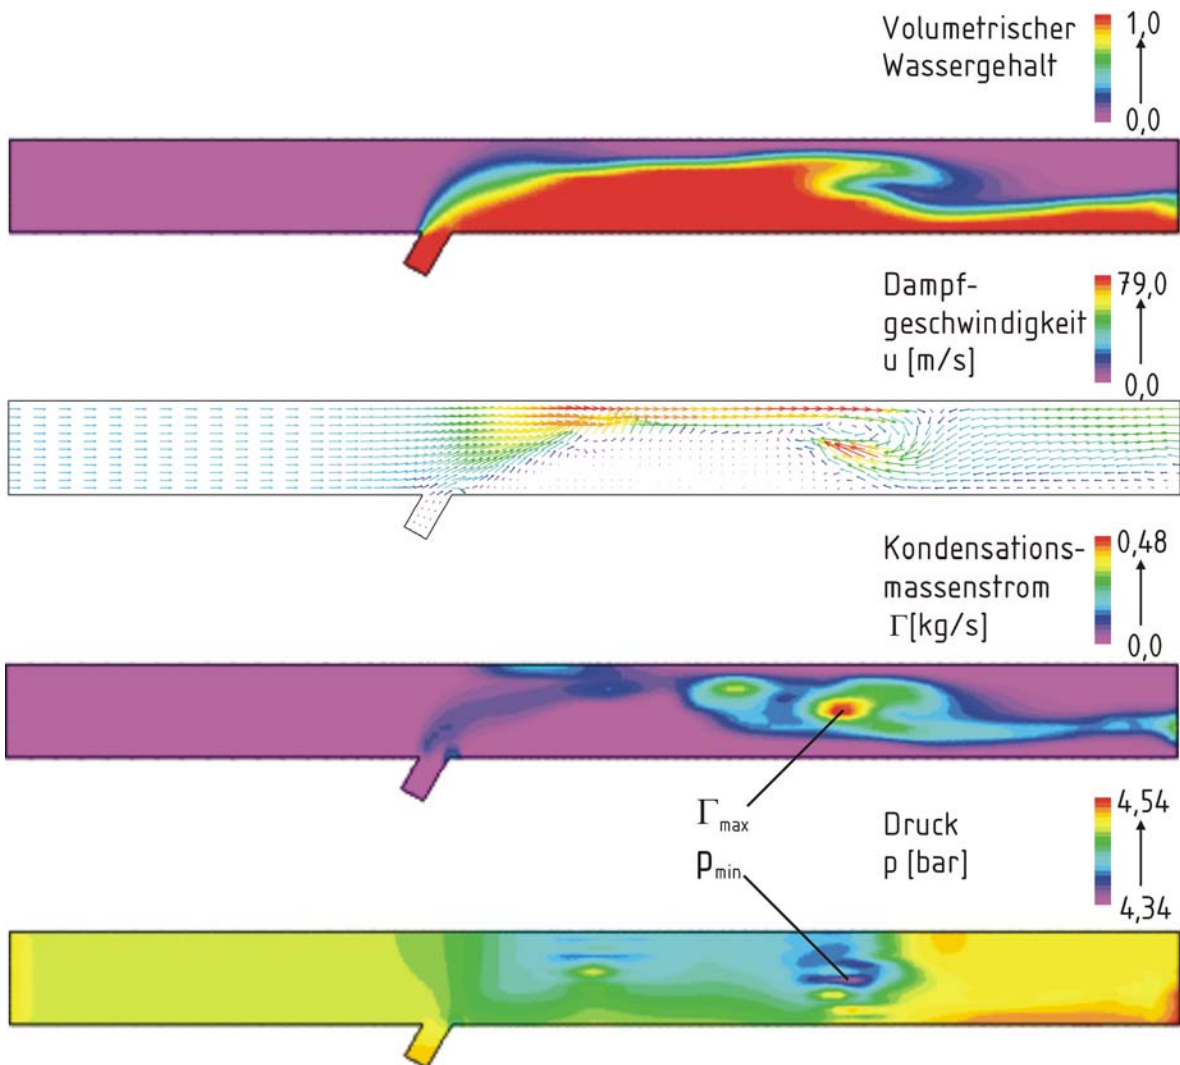 Volumetrischer
Wassergehalt
1,0
0,0
Dampf-
geschwindigkeit
u [m/s]
79,0
0,0
Kondensations-
massenstrom
Γ[kg/s]
0,48
0,0
Γmax
pmin
Druck
p [bar]
4,54
4,34